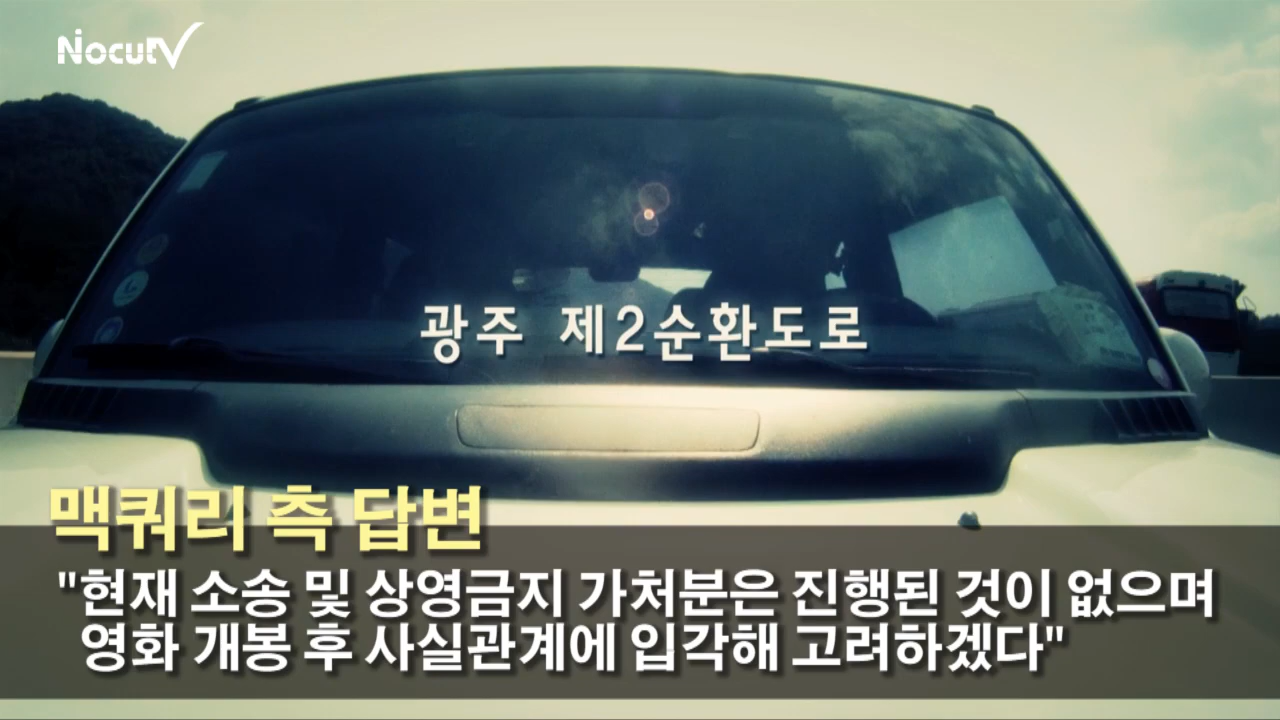 NocutV
광주 제2순환도로
맥쿼리 측 답변
"현재 소송 및 상영금지 가처분은 진행된 것이 없으며
영화 개봉 후 사실관계에 입각해 고려하겠다"